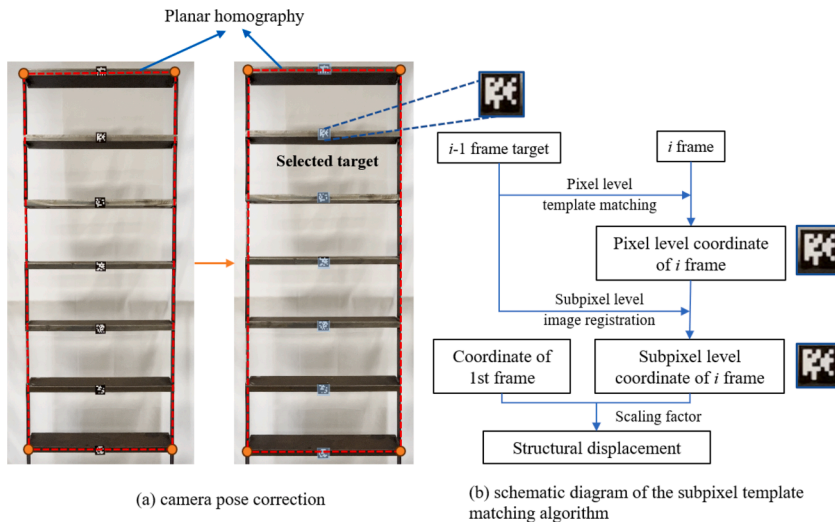 Planar homography
Selected target
i-1 frame target
i frame
Pixel level
template matching
Pixel level coordinate
of i frame
Subpixel level
image registration
Coordinate of
1st frame
Subpixel level
coordinate of i frame
Scaling factor
Structural displacement
(a) camera pose correction
(b) schematic diagram of the subpixel template
matching algorithm